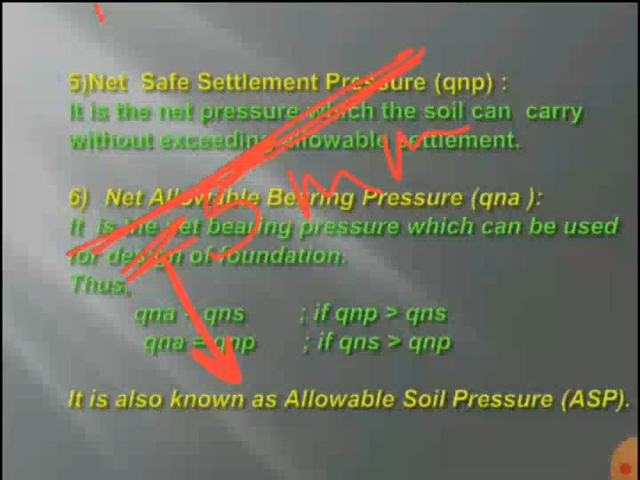 5)Net Safe Settlement Pressure (qnp) :
It is the net pressure which the soil can carry
without exceeding allowable settlement.
6) Net Allowable Bearing Pressure (qna ):
It is the net bearing pressure which can be used
for design of foundation.
Thus,
qna = qns ; if qnp > qns
qna = qnp ; if qns > qnp
It is also known as Allowable Soil Pressure (ASP).